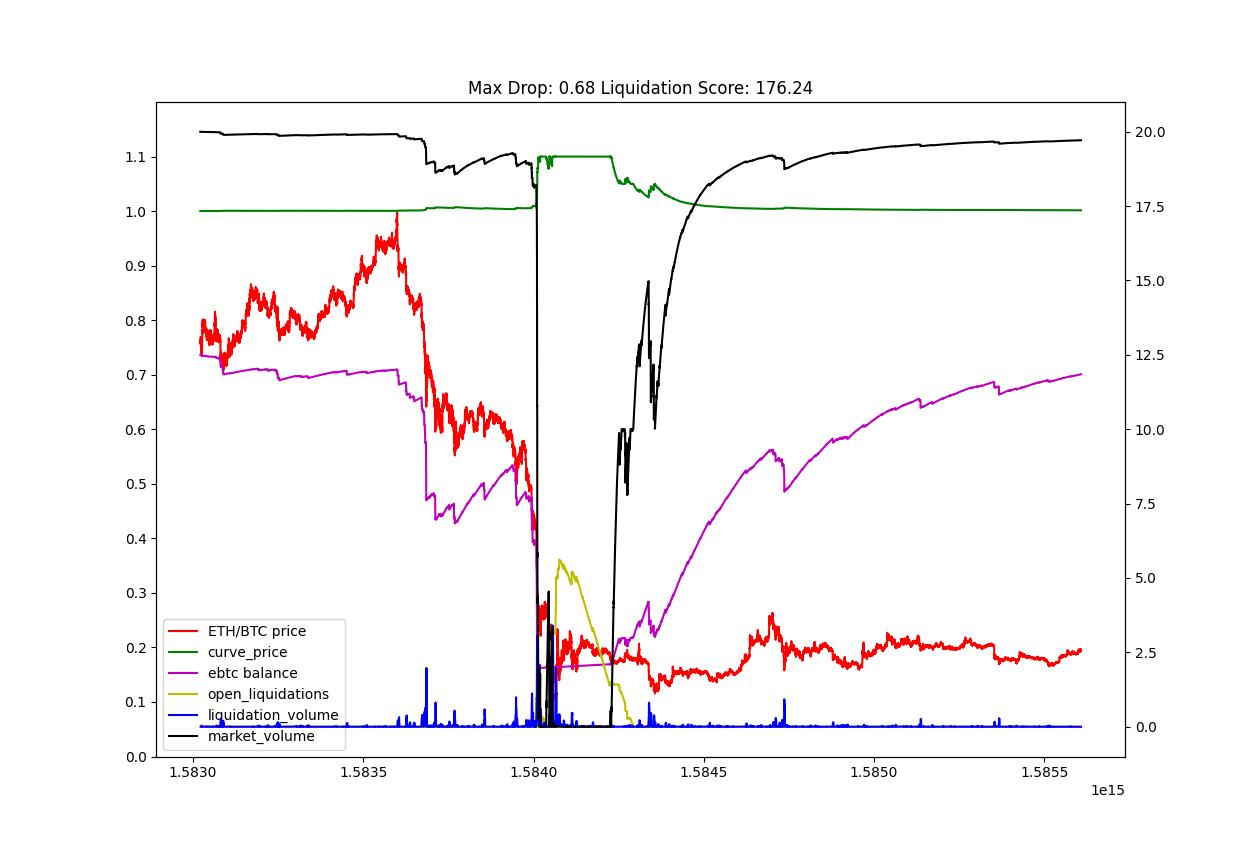 Max Drop: 0.68 Liquidation Score: 176.24
1.1
1.0
0.9
0.8
0.7
0.6
0.5
0.4
0.3
0.2
0.1
0.0
20.0
17.5
15.0
12.5
10.0
7.5
5.0
2.5
0.0
ETH/BTC price
curve_price
ebtc balance
open_liquidations
liquidation_volume
market_volume
1.5830 1.5835 1.5840 1.5845 1.5850 1.5855
1e15